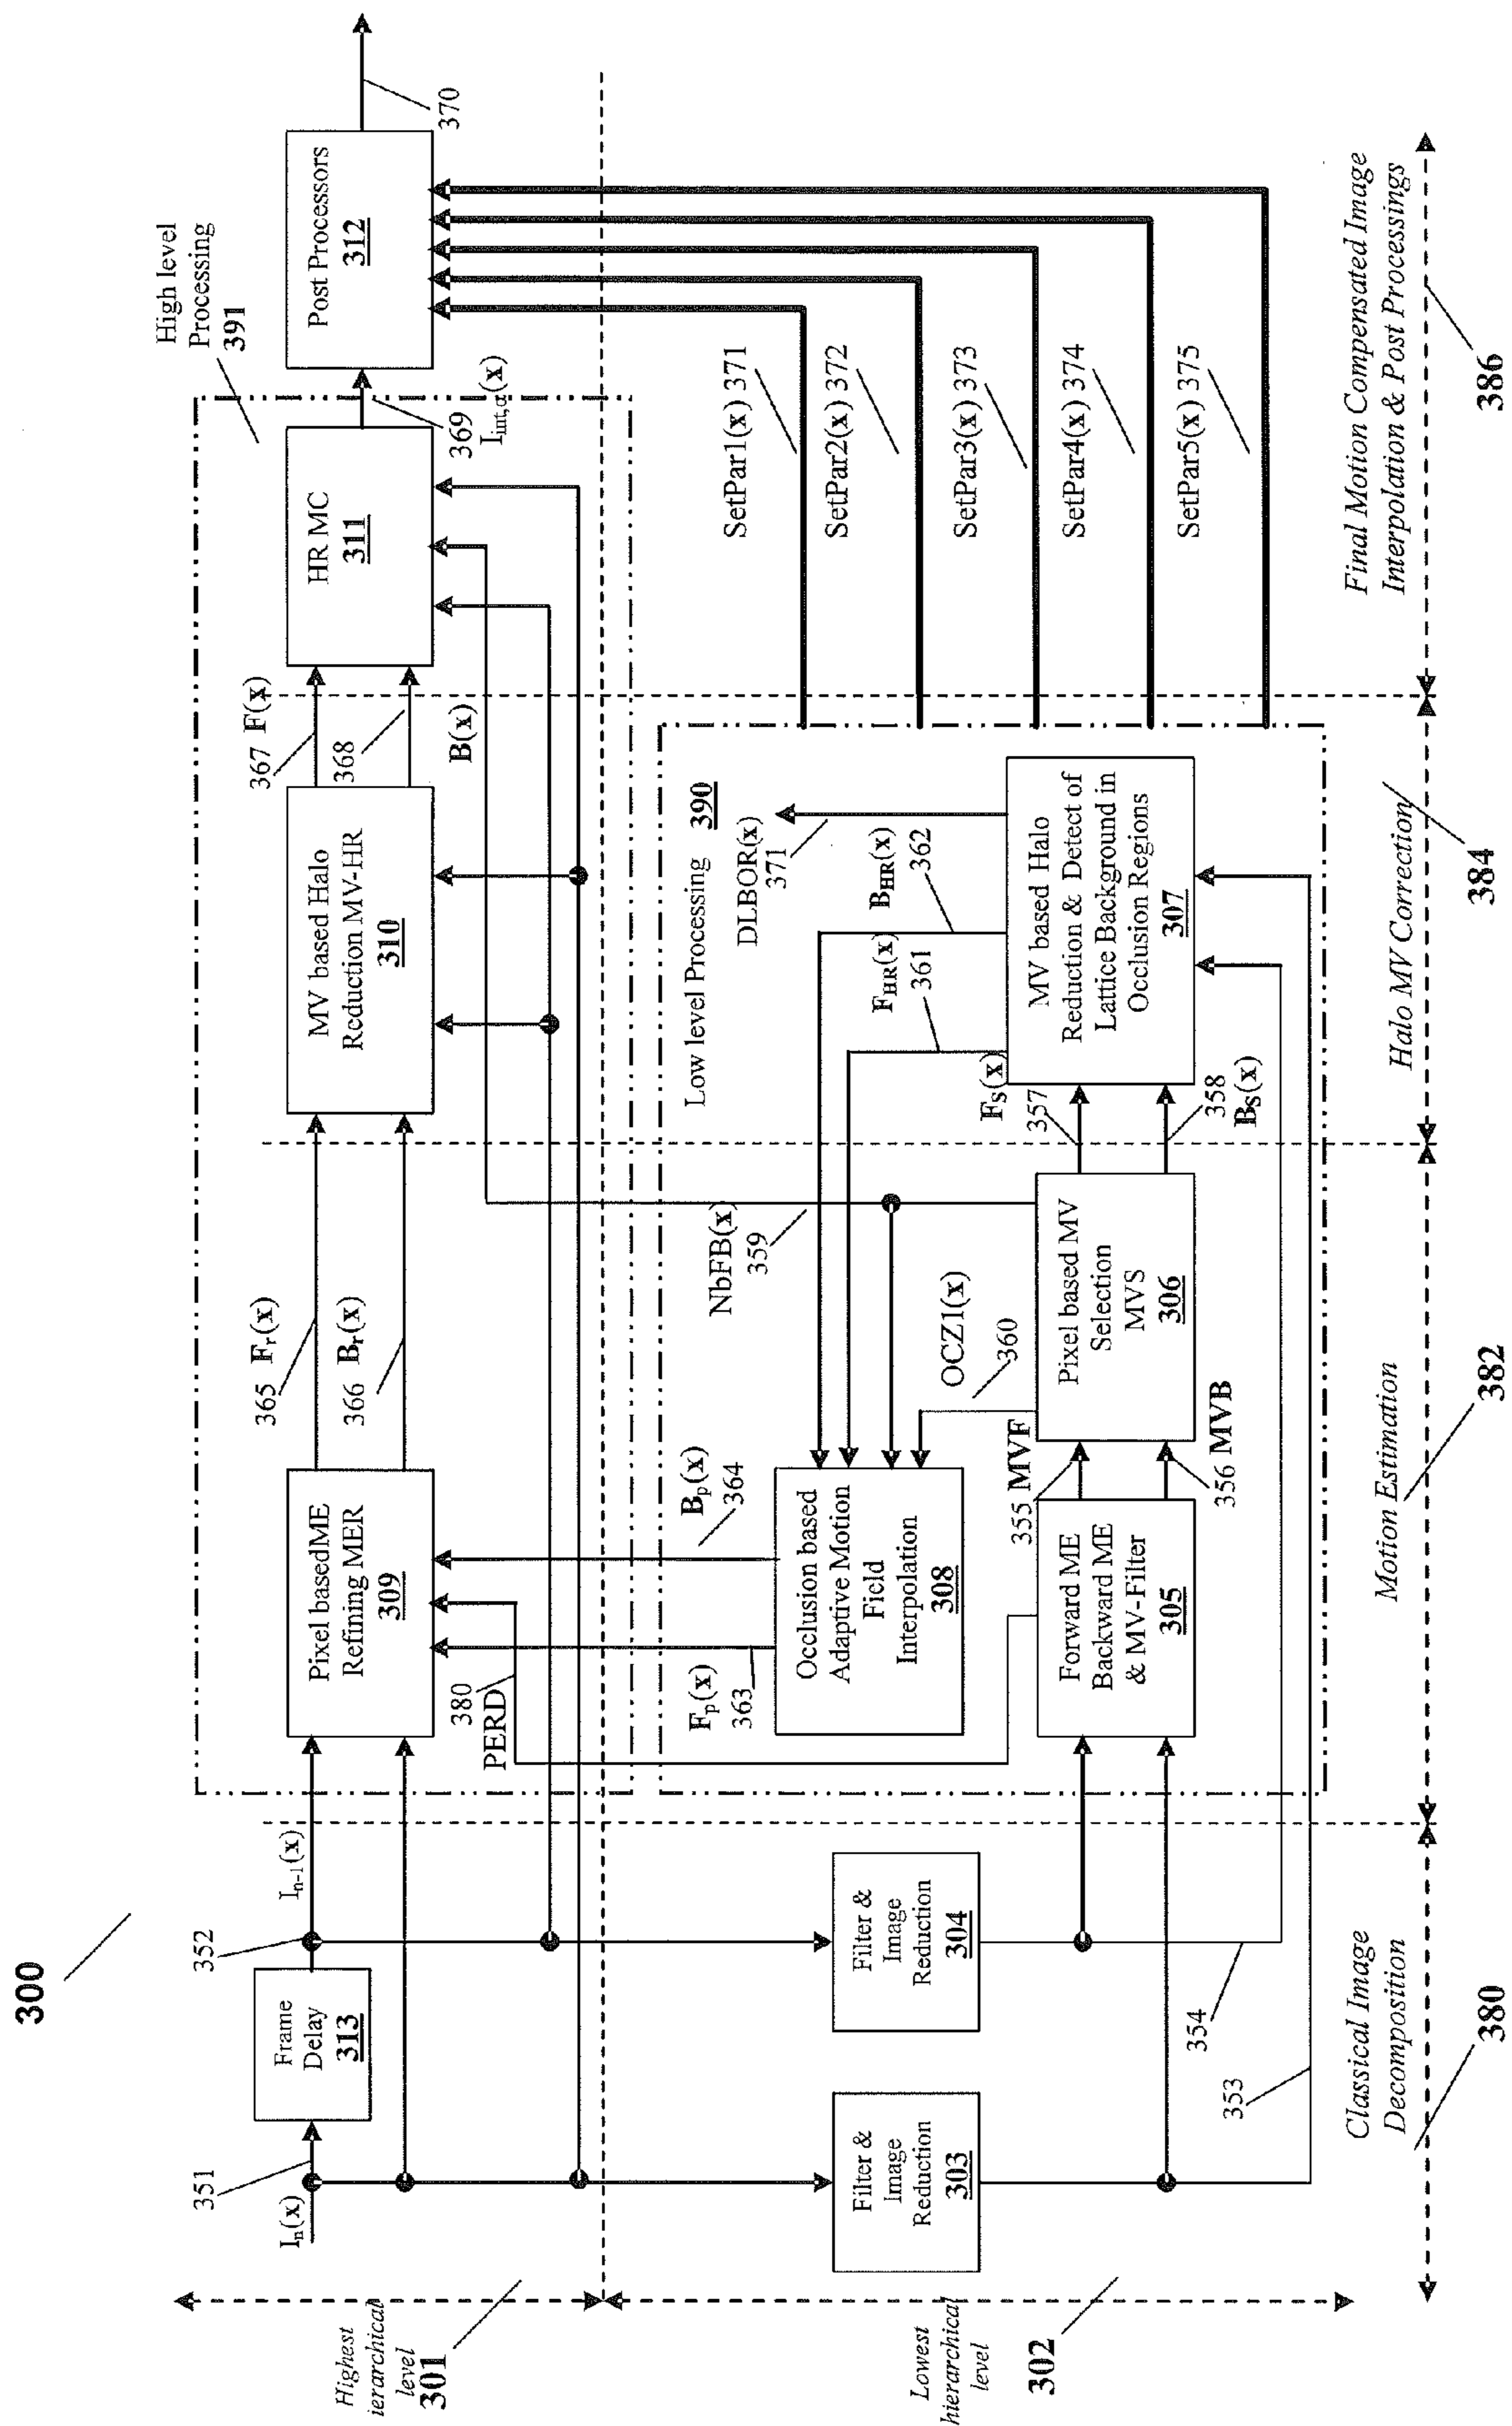 300
I_n(x)
351
Frame
Delay
313
352
I_n-1(x)
Highest
ierarchical
level
301
Lowest
hierarchical
level
302
High level
Processing
391
Pixel basedME
Refining MER
309
365 F_r(x)
366 B_r(x)
MV based Halo
Reduction MV-HR
310
367 F(x)
368
B(x)
HR MC
311
369
I_int,α(x)
Post Processors
312
370
380
PERD
F_p(x)
363
B_p(x)
364
Low level Processing
390
Filter &
Image
Reduction
303
Filter &
Image
Reduction
304
Occlusion based
Adaptive Motion
Field
Interpolation
308
NbFB(x)
359
OCZ1(x)
360
DLBOR(x)
371
B_HR(x)
362
F_HR(x)
361
Forward ME
Backward ME
& MV-Filter
305
355 MVF
356 MVB
Pixel based MV
Selection
MVS
306
F_S(x)
357
358
B_S(x)
MV based Halo
Reduction & Detect of
Lattice Background in
Occlusion Regions
307
354
353
SetPar1(x) 371
SetPar2(x) 372
SetPar3(x) 373
SetPar4(x) 374
SetPar5(x) 375
Classical Image
Decomposition
380
Motion Estimation
382
Halo MV Correction
384
Final Motion Compensated Image
Interpolation & Post Processings
386